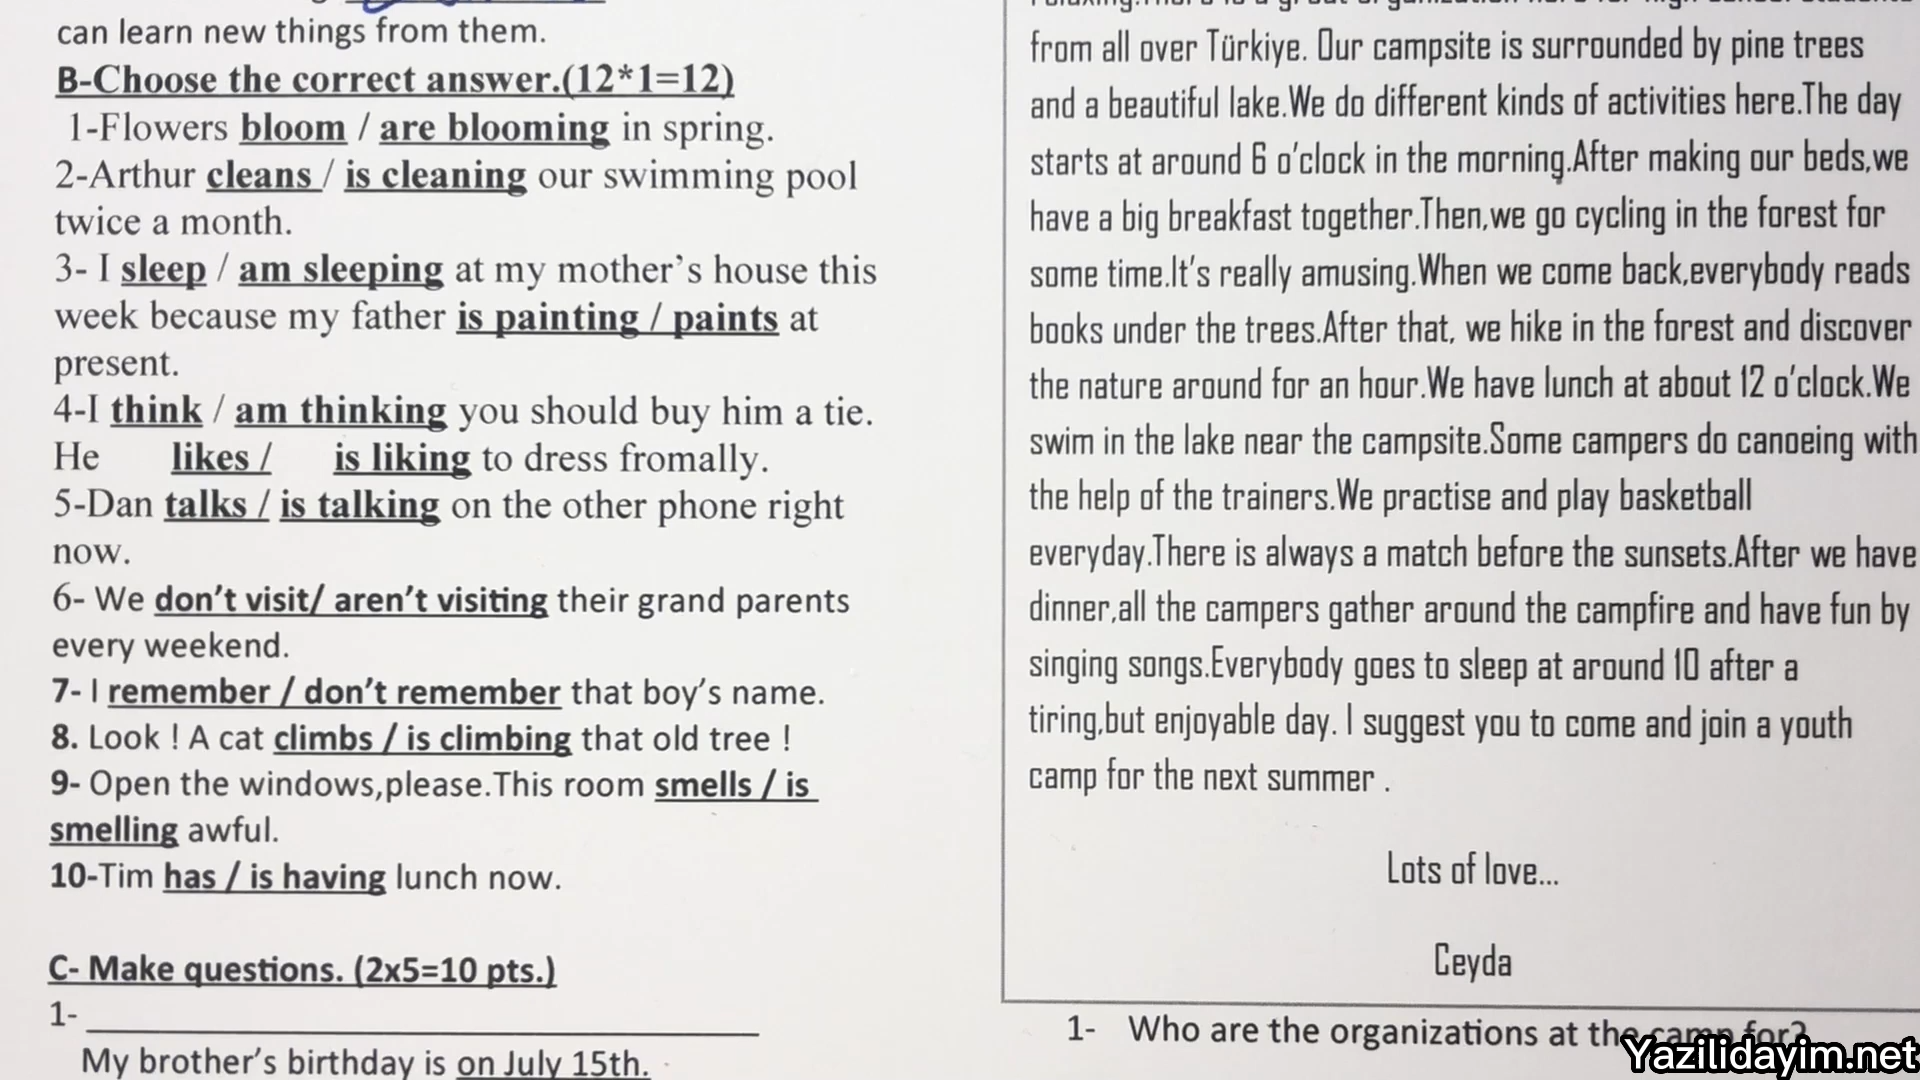 can learn new things from them.
B-Choose the correct answer.(12*1=12)
1-Flowers bloom / are blooming in spring.
2-Arthur cleans / is cleaning our swimming pool
twice a month.
3- I sleep / am sleeping at my mother's house this
week because my father is painting / paints at
present.
4-I think / am thinking you should buy him a tie.
He likes / is liking to dress fromally.
5-Dan talks / is talking on the other phone right
now.
6- We don't visit/ aren't visiting their grand parents
every weekend.
7- I remember / don't remember that boy's name.
8. Look ! A cat climbs / is climbing that old tree !
9- Open the windows,please.This room smells / is
smelling awful.
10-Tim has / is having lunch now.
C- Make questions. (2x5=10 pts.)
1-
My brother's birthday is on July 15th.
from all over Türkiye. Our campsite is surrounded by pine trees
and a beautiful lake.We do different kinds of activities here.The day
starts at around 6 o'clock in the morning.After making our beds,we
have a big breakfast together.Then,we go cycling in the forest for
some time.It's really amusing.When we come back,everybody reads
books under the trees.After that, we hike in the forest and discover
the nature around for an hour.We have lunch at about 12 o'clock.We
swim in the lake near the campsite.Some campers do canoeing with
the help of the trainers.We practise and play basketball
everyday.There is always a match before the sunsets.After we have
dinner,all the campers gather around the campfire and have fun by
singing songs.Everybody goes to sleep at around 10 after a
tiring,but enjoyable day. I suggest you to come and join a youth
camp for the next summer .
Lots of love...
Ceyda
1- Who are the organizations at the camp for?
Yazilidayim.net